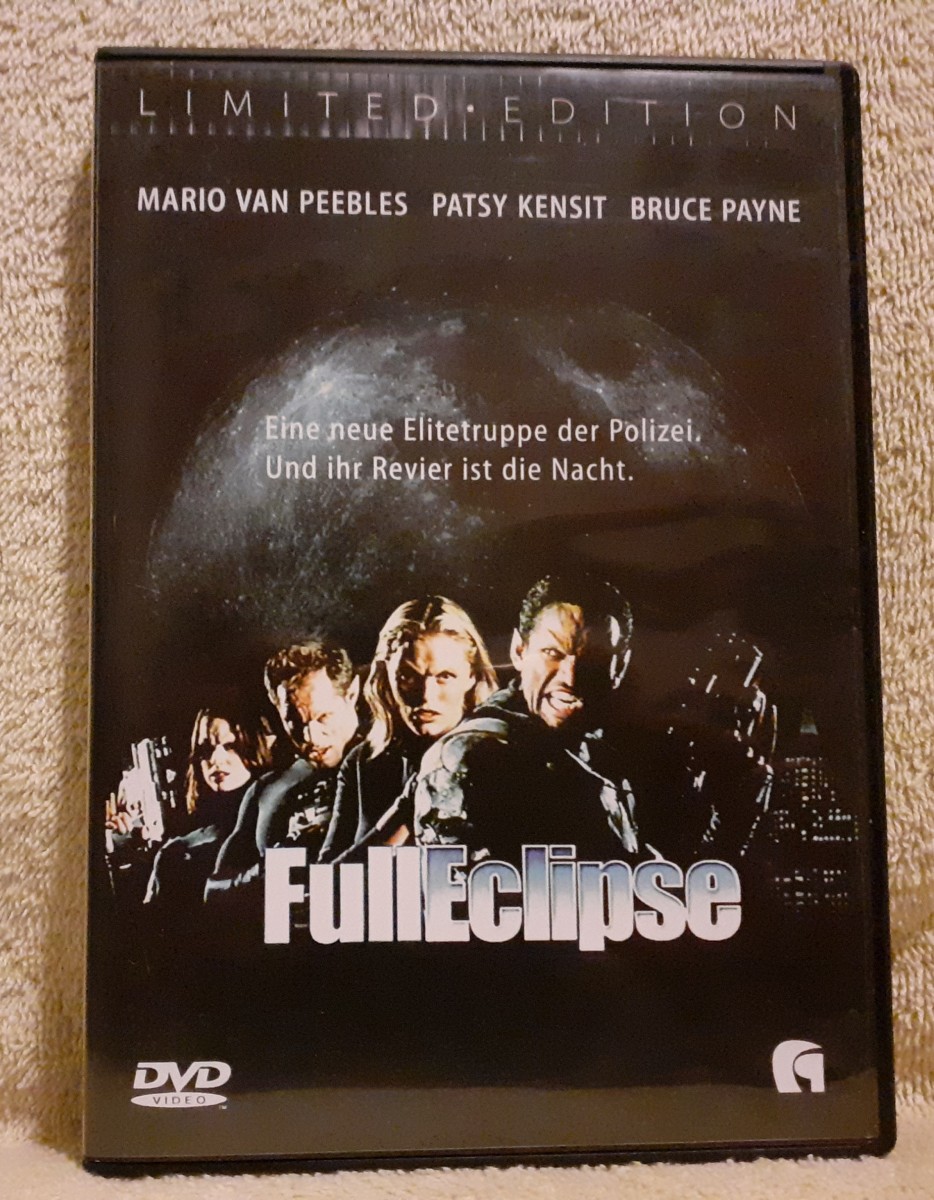 LIMITED·EDITION
MARIO VAN PEEBLES PATSY KENSIT BRUCE PAYNE
Eine neue Elitetruppe der Polizei.
Und ihr Revier ist die Nacht.
FullEclipse
DVD
VIDEO
TM